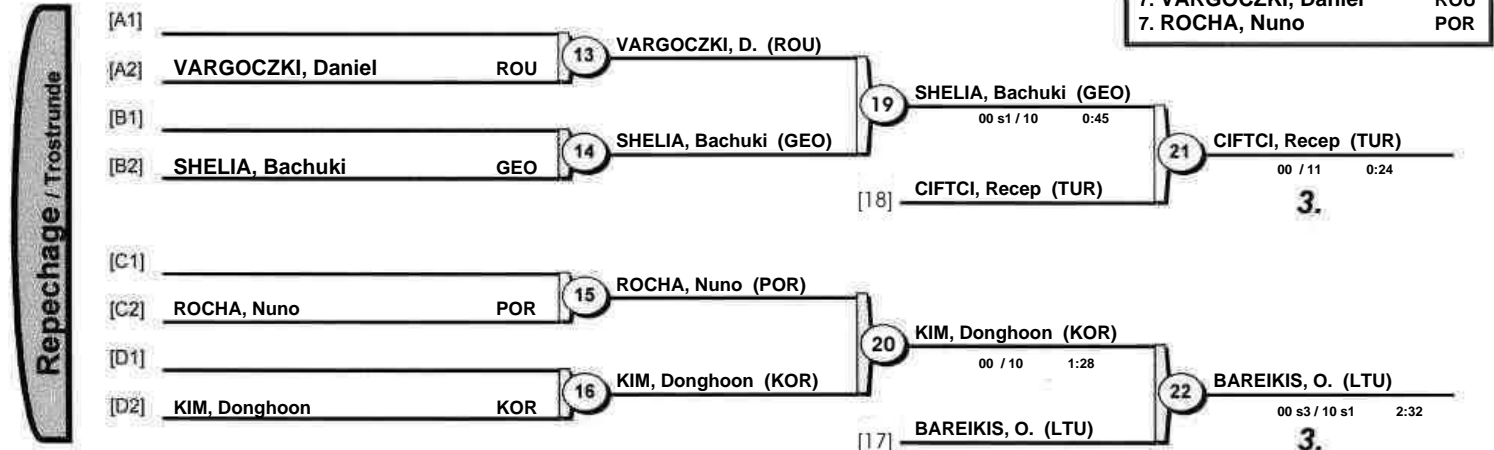 7. VARGOCZKI, Daniel ROU
7. ROCHA, Nuno POR
Repechage / Trostrunde
[A1]
[A2] VARGOCZKI, Daniel ROU
13 VARGOCZKI, D. (ROU)
[B1]
[B2] SHELIA, Bachuki GEO
14 SHELIA, Bachuki (GEO)
19 SHELIA, Bachuki (GEO)
00 s1 / 10 0:45
[18] CIFTCI, Recep (TUR)
21 CIFTCI, Recep (TUR)
00 / 11 0:24
3.
[C1]
[C2] ROCHA, Nuno POR
15 ROCHA, Nuno (POR)
[D1]
[D2] KIM, Donghoon KOR
16 KIM, Donghoon (KOR)
20 KIM, Donghoon (KOR)
00 / 10 1:28
[17] BAREIKIS, O. (LTU)
22 BAREIKIS, O. (LTU)
00 s3 / 10 s1 2:32
3.